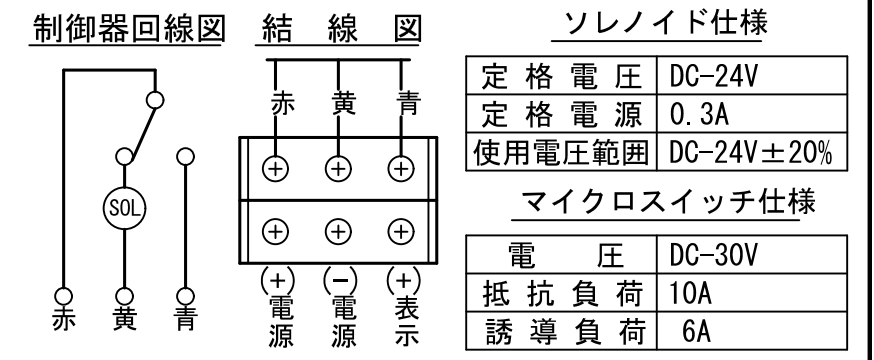 制御器回線図
SOL
赤 黄 青
結線図
赤 黄 青
(+)電源 (−)電源 (+)表示
ソレノイド仕様
定格電圧 DC-24V
定格電源 0.3A
使用電圧範囲 DC-24V±20%
マイクロスイッチ仕様
電圧 DC-30V
抵抗負荷 10A
誘導負荷 6A